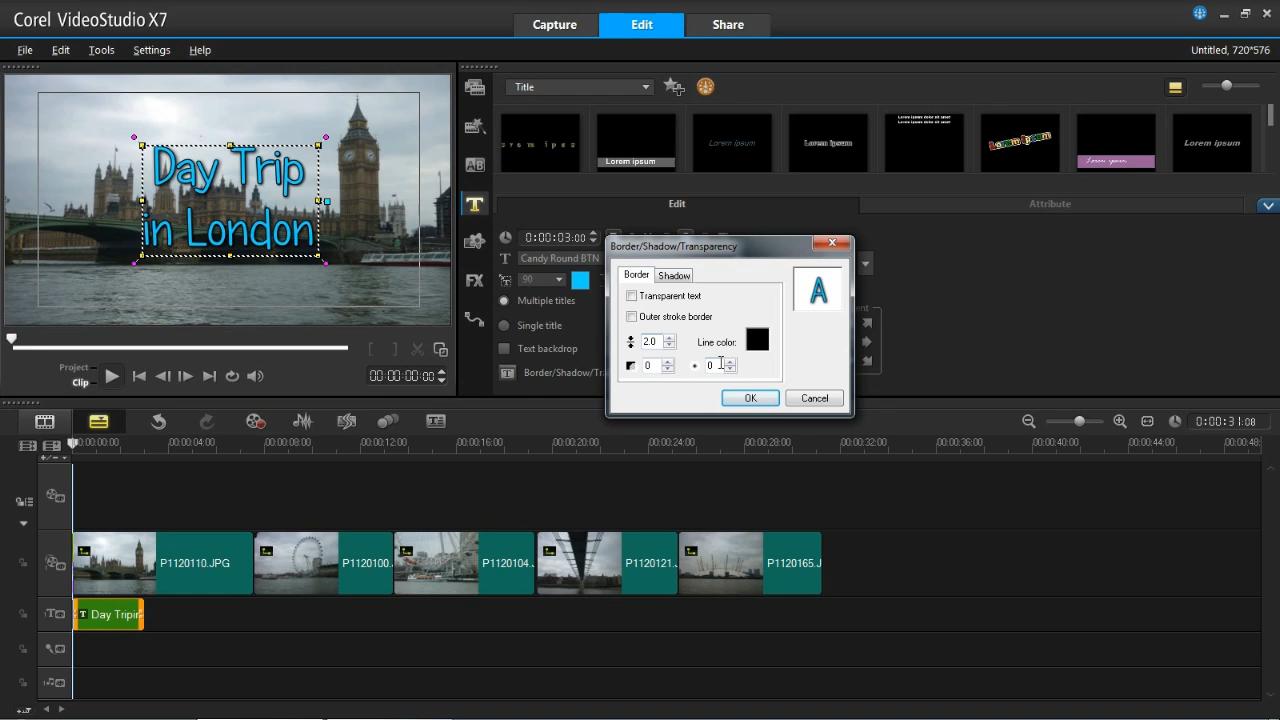 Corel VideoStudio X7
Capture
Edit
Share
File
Edit
Tools
Settings
Help
Untitled, 720*576
Day Trip
in London
Title
Lorem ipsum
Lorem ipsum
Lorem ipsum
Lorem ipsum
Lorem ipsum
Lorem ipsum
Edit
Attribute
0:00:03:00
Candy Round BTN
90
Multiple titles
Single title
Text backdrop
Border/Shadow/Tra
Border/Shadow/Transparency
Border
Shadow
Transparent text
Outer stroke border
2.0
Line color:
0
0
OK
Cancel
A
Project
Clip
00:00:00:00
0:00:31:08
00:00:00:00
00:00:04:00
00:00:08:00
00:00:12:00
00:00:16:00
00:00:20:00
00:00:24:00
00:00:28:00
00:00:32:00
00:00:36:00
00:00:40:00
00:00:44:00
00:00:48:
P1120110.JPG
P1120100.
P1120104.
P1120121.J
P1120165.J
T Day Tripin